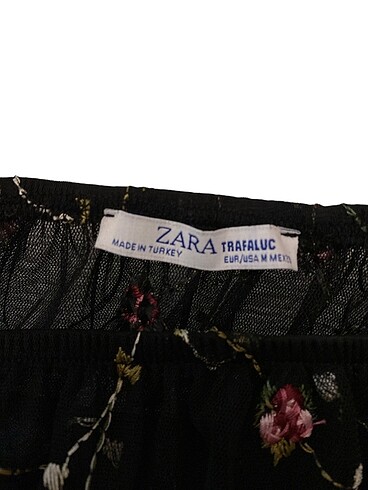 ZARA TRAFALUC
MADE IN TURKEY EUR/USA M MEX